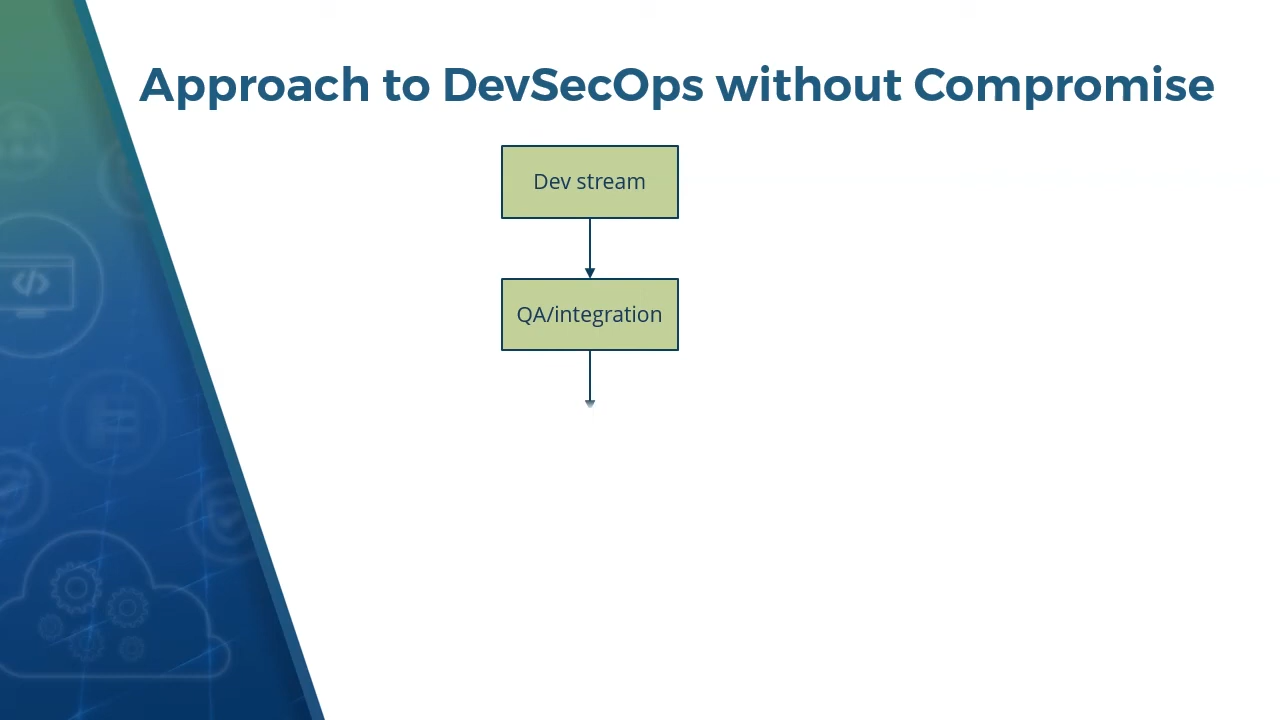 Approach to DevSecOps without Compromise
Dev stream
QA/integration